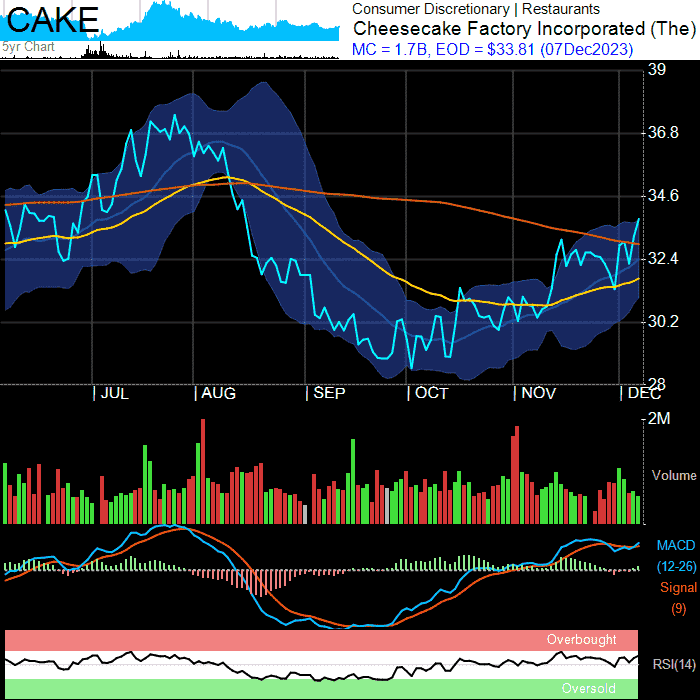 CAKE
5yr Chart
Consumer Discretionary | Restaurants
Cheesecake Factory Incorporated (The)
MC = 1.7B, EOD = $33.81 (07Dec2023)
39
36.8
34.6
32.4
30.2
28
JUL
AUG
SEP
OCT
NOV
DEC
2M
Volume
MACD
(12-26)
Signal
(9)
Overbought
RSI(14)
Oversold